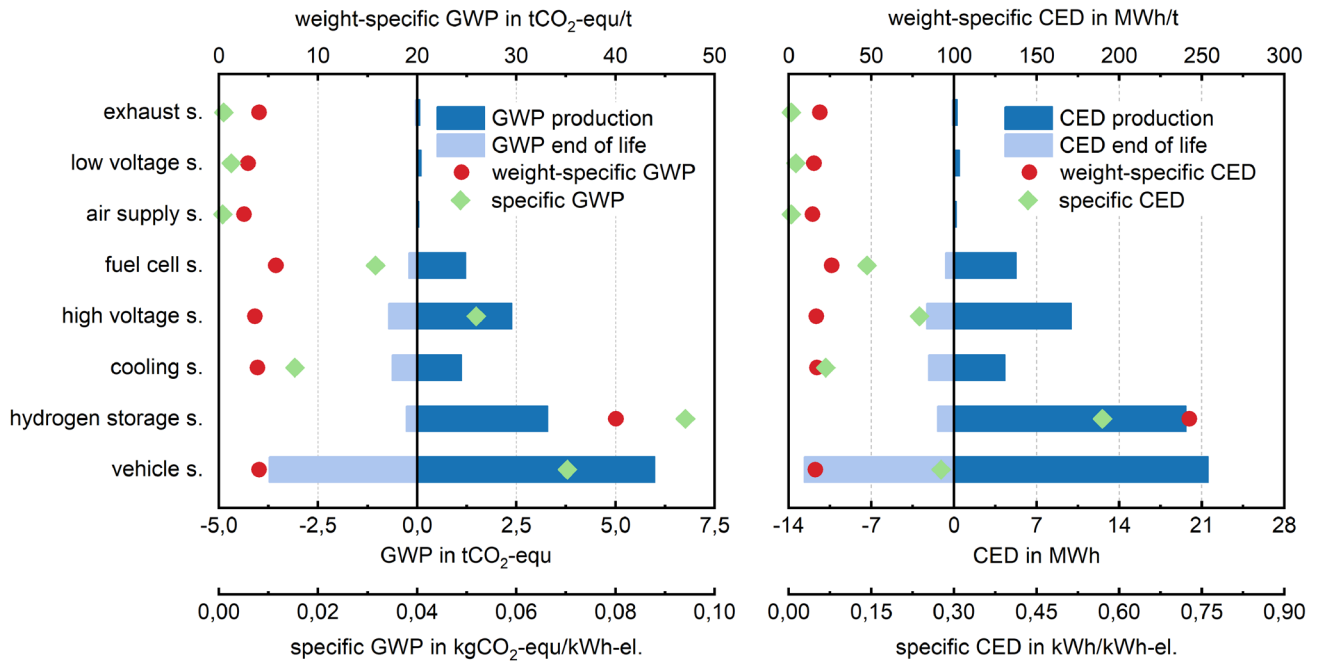 weight-specific GWP in tCO₂-equ/t
0 10 20 30 40 50
exhaust s.
low voltage s.
air supply s.
fuel cell s.
high voltage s.
cooling s.
hydrogen storage s.
vehicle s.
GWP production
GWP end of life
weight-specific GWP
specific GWP
-5,0 -2,5 0,0 2,5 5,0 7,5
GWP in tCO₂-equ
0,00 0,02 0,04 0,06 0,08 0,10
specific GWP in kgCO₂-equ/kWh-el.
weight-specific CED in MWh/t
0 50 100 150 200 250 300
CED production
CED end of life
weight-specific CED
specific CED
-14 -7 0 7 14 21 28
CED in MWh
0,00 0,15 0,30 0,45 0,60 0,75 0,90
specific CED in kWh/kWh-el.